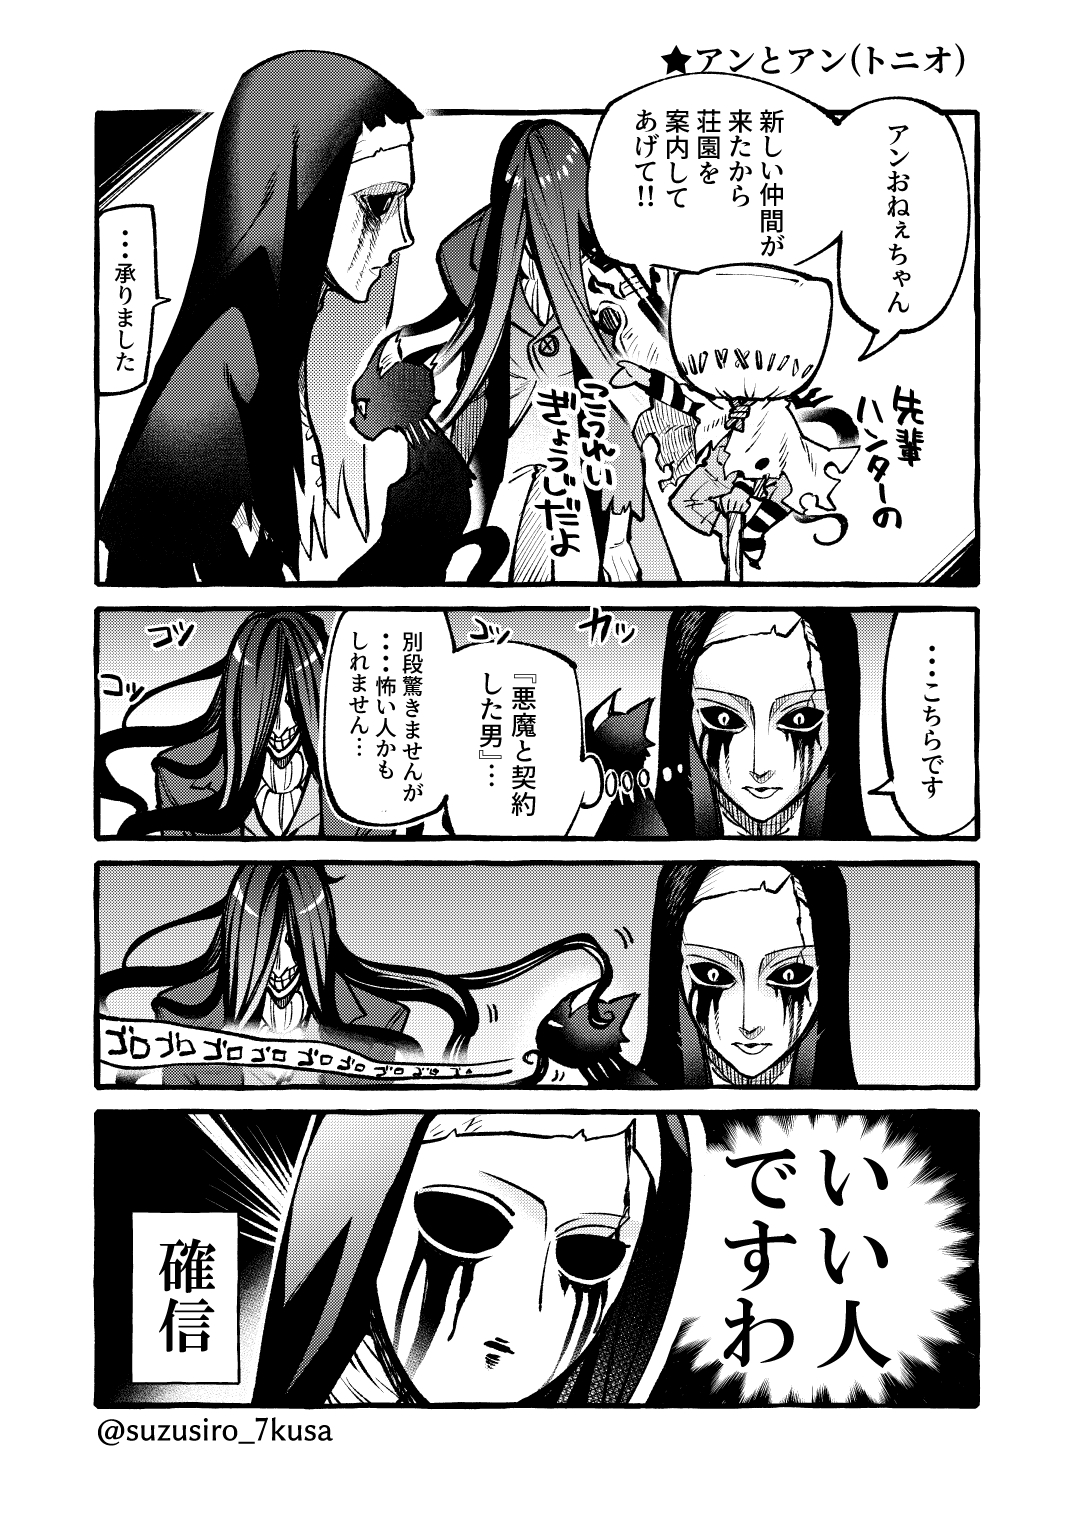 ★アンとアン(トニオ)
アンおねぇちゃん
新しい仲間が
来たから
荘園を
案内して
あげて!!
先輩
ハンターの
こうれい
ぎょうじだよ
・・・承りました
・・・こちらです
カッ
コッ
『悪魔と契約
した男』…
別段驚きませんが
・・・・怖い人かも
しれません…
コッ
コッ
ゴロ ゴロ ゴロ ゴロ ゴロ ゴロ ゴロ ゴロ
いい人
ですわ
確信
@suzusiro_7kusa